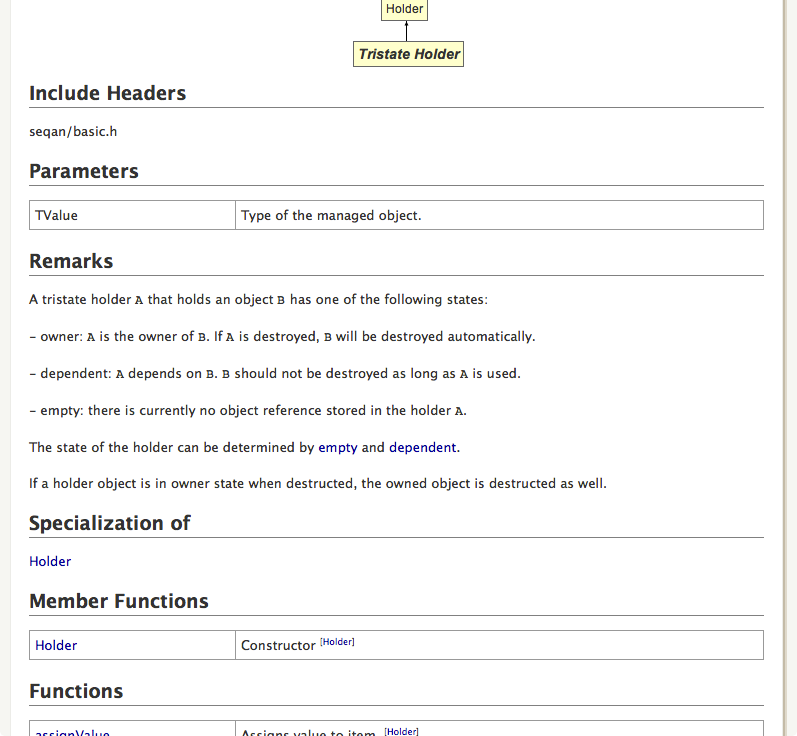 Holder
Tristate Holder
Include Headers
seqan/basic.h
Parameters
TValue Type of the managed object.
Remarks
A tristate holder A that holds an object B has one of the following states:
– owner: A is the owner of B. If A is destroyed, B will be destroyed automatically.
– dependent: A depends on B. B should not be destroyed as long as A is used.
– empty: there is currently no object reference stored in the holder A.
The state of the holder can be determined by empty and dependent.
If a holder object is in owner state when destructed, the owned object is destructed as well.
Specialization of
Holder
Member Functions
Holder Constructor [Holder]
Functions
assignValue Assigns value to item. [Holder]